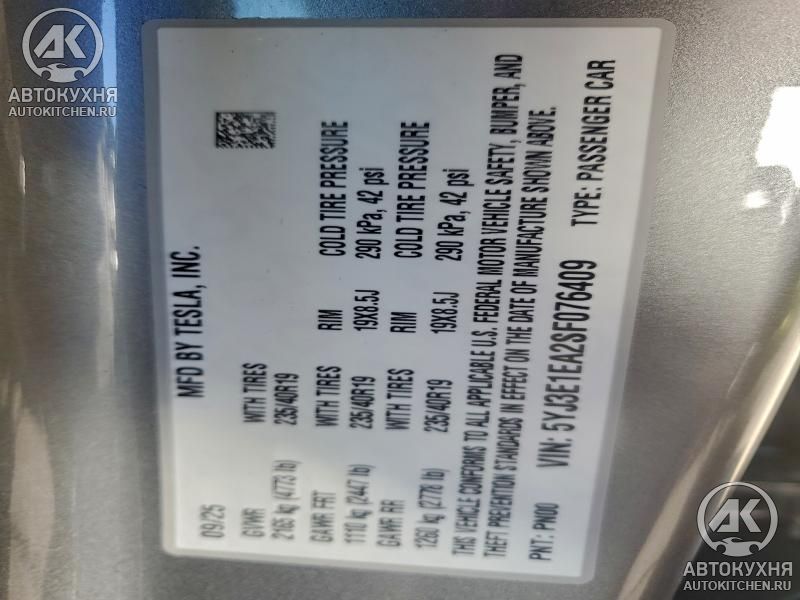 AK
АВТОКУХНЯ
AUTOKITCHEN.RU
MFD BY TESLA, INC.
09/25
GVWR WITH TIRES RIM COLD TIRE PRESSURE
2165 kg (4773 lb) 235/40R19 19X8.5J 290 kPa, 42 psi
GAWR FRT
1110 kg (2447 lb) 235/40R19
GAWR RR WITH TIRES RIM COLD TIRE PRESSURE
1260 kg (2778 lb) 235/40R19 19X8.5J 290 kPa, 42 psi
THIS VEHICLE CONFORMS TO ALL APPLICABLE U.S. FEDERAL MOTOR VEHICLE SAFETY, BUMPER, AND
THEFT PREVENTION STANDARDS IN EFFECT ON THE DATE OF MANUFACTURE SHOWN ABOVE.
PNT: PN00 VIN: 5YJ3E1EA2SF076409 TYPE: PASSENGER CAR
AK
АВТОКУХНЯ
AUTOKITCHEN.RU